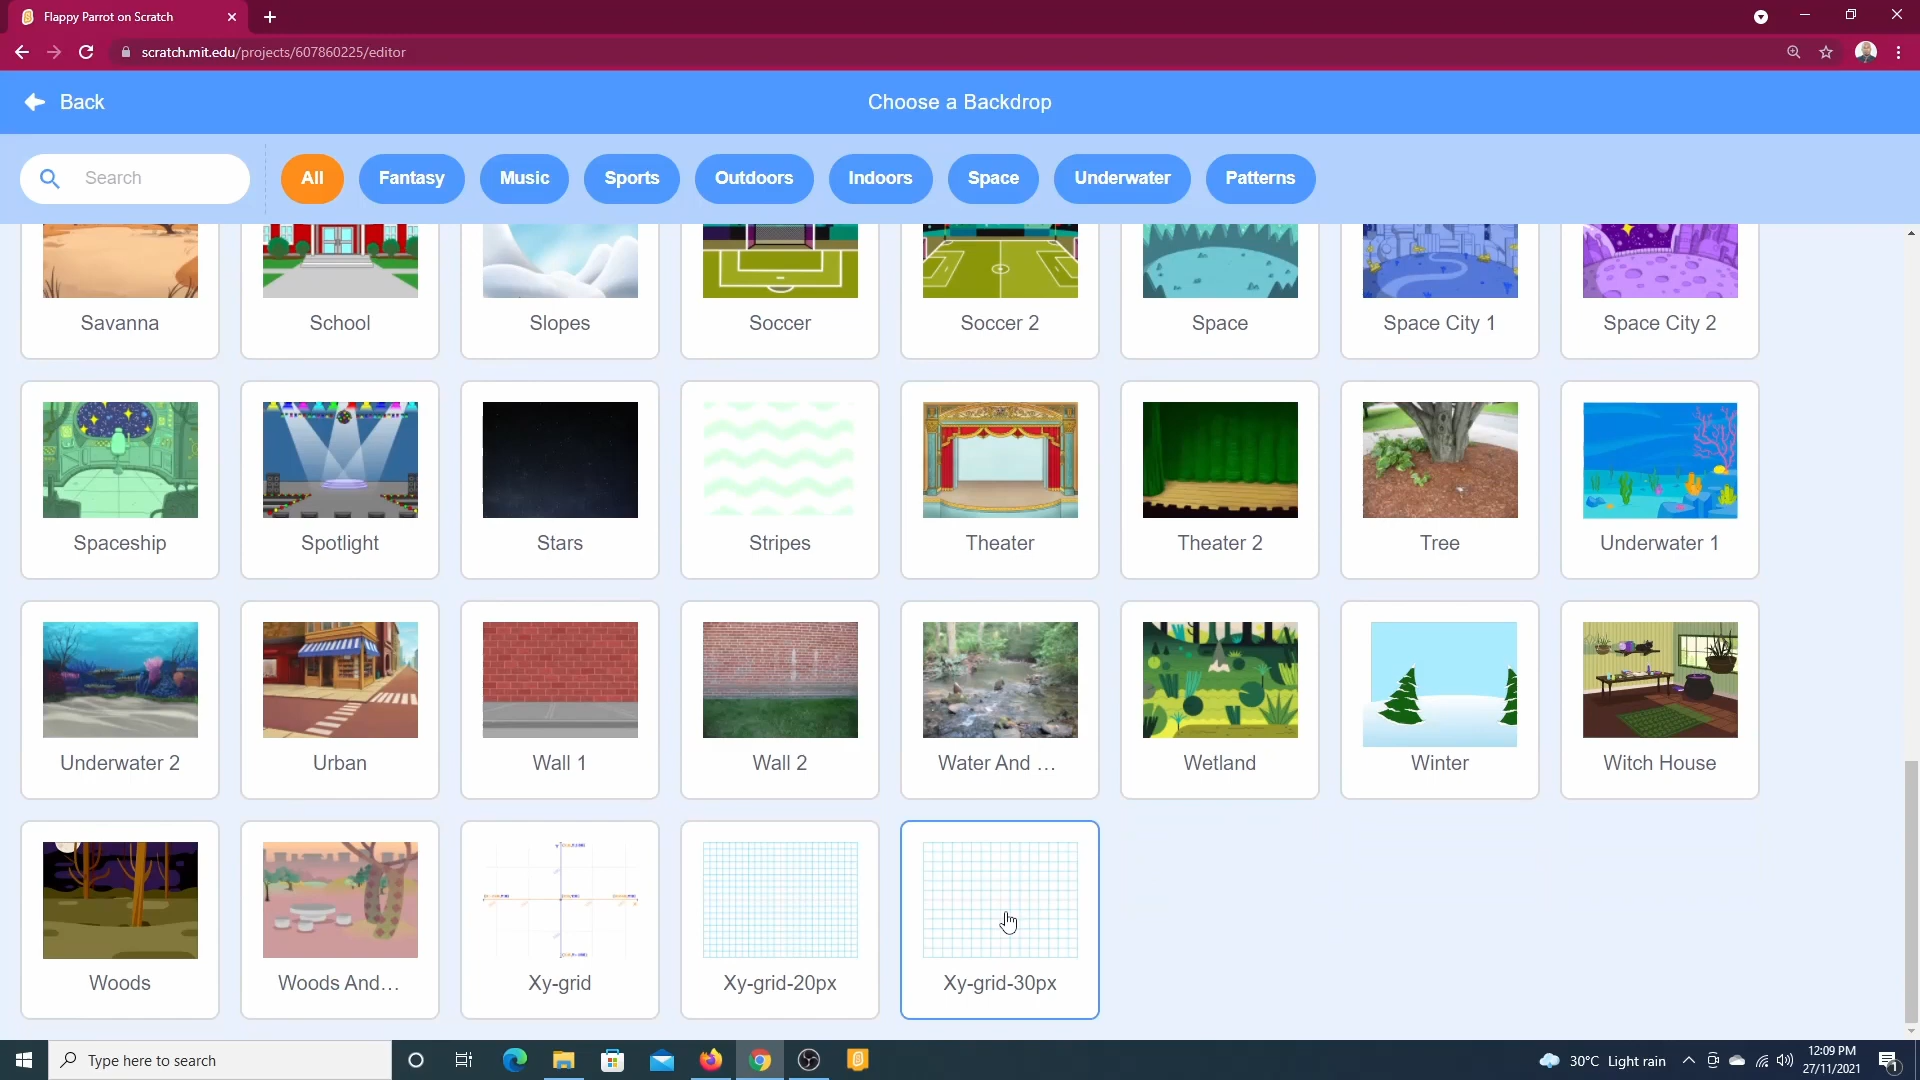 Flappy Parrot on Scratch
scratch.mit.edu/projects/607860225/editor
Back
Choose a Backdrop
Search
All
Fantasy
Music
Sports
Outdoors
Indoors
Space
Underwater
Patterns
Savanna
School
Slopes
Soccer
Soccer 2
Space
Space City 1
Space City 2
Spaceship
Spotlight
Stars
Stripes
Theater
Theater 2
Tree
Underwater 1
Underwater 2
Urban
Wall 1
Wall 2
Water And ...
Wetland
Winter
Witch House
Woods
Woods And...
Xy-grid
Xy-grid-20px
Xy-grid-30px
Type here to search
30°C Light rain
12:09 PM
27/11/2021
1